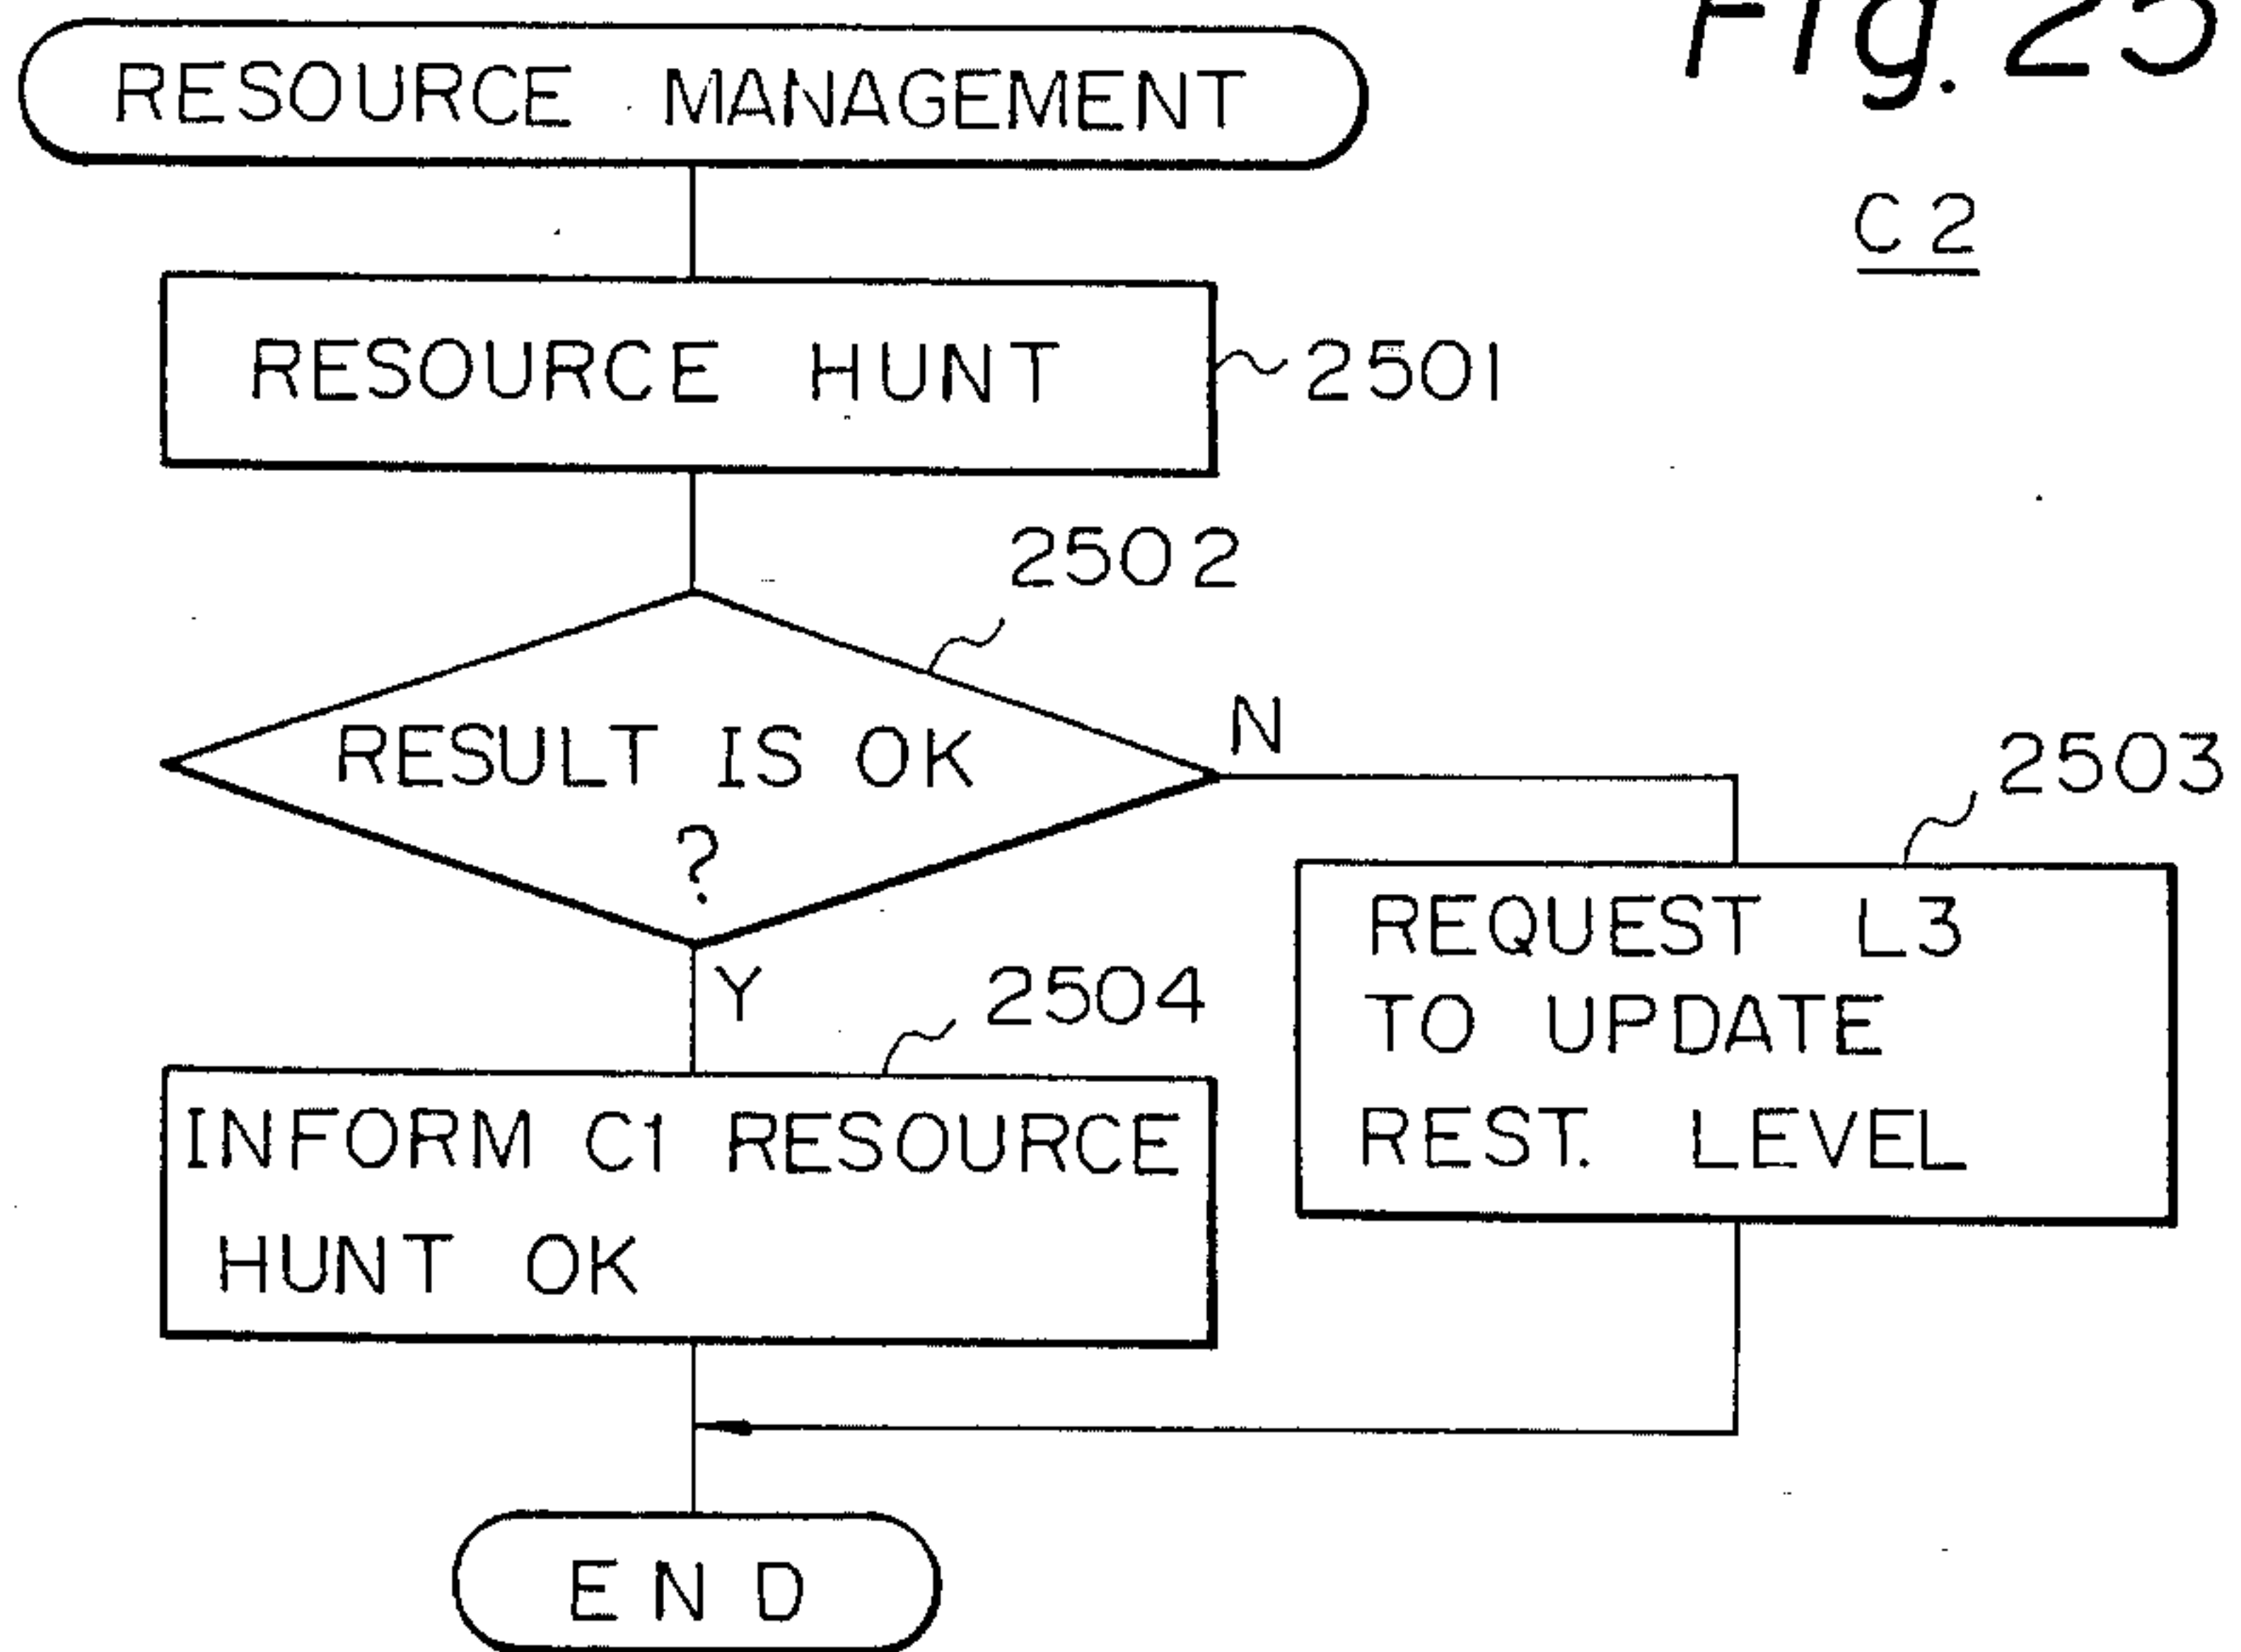 Fig. 25
RESOURCE MANAGEMENT
C2
RESOURCE HUNT
2501
2502
RESULT IS OK
?
N
2503
REQUEST L3
TO UPDATE
REST. LEVEL
Y
2504
INFORM C1 RESOURCE
HUNT OK
END